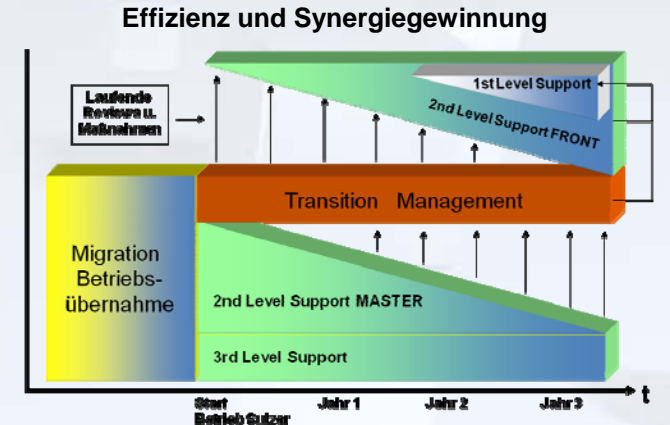 Effizienz und Synergiegewinnung
1st Level Support
2nd Level Support FRONT
Laufende
Reviews u.
Maßnahmen
Transition Management
Migration
Betriebs-
übernahme
2nd Level Support MASTER
3rd Level Support
t
Start
Betrieb Sulzer
Jahr 1
Jahr 2
Jahr 3